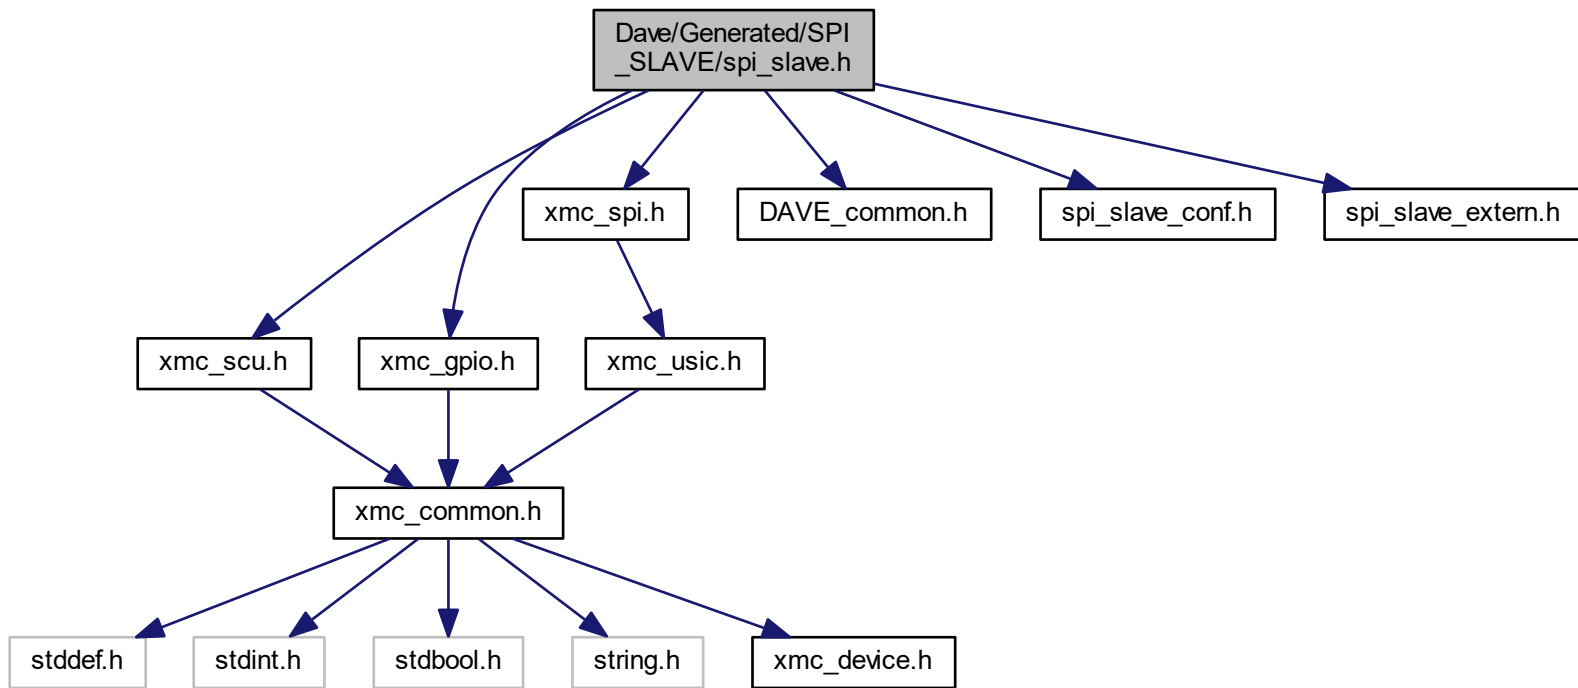 Dave/Generated/SPI
_SLAVE/spi_slave.h
xmc_spi.h
DAVE_common.h
spi_slave_conf.h
spi_slave_extern.h
xmc_scu.h
xmc_gpio.h
xmc_usic.h
xmc_common.h
stddef.h
stdint.h
stdbool.h
string.h
xmc_device.h